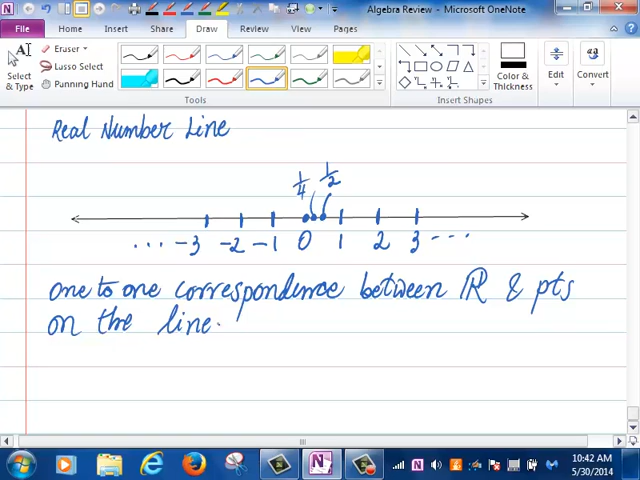 Algebra Review - Microsoft OneNote
File Home Insert Share Draw Review View Pages
Select & Type
Eraser
Lasso Select
Panning Hand
Tools
Insert Shapes
Color & Thickness
Edit
Convert
Real Number Line
1/4 1/2
... -3 -2 -1 0 1 2 3 ...
one to one correspondence between ℝ & pts
on the line.
10:42 AM
5/30/2014